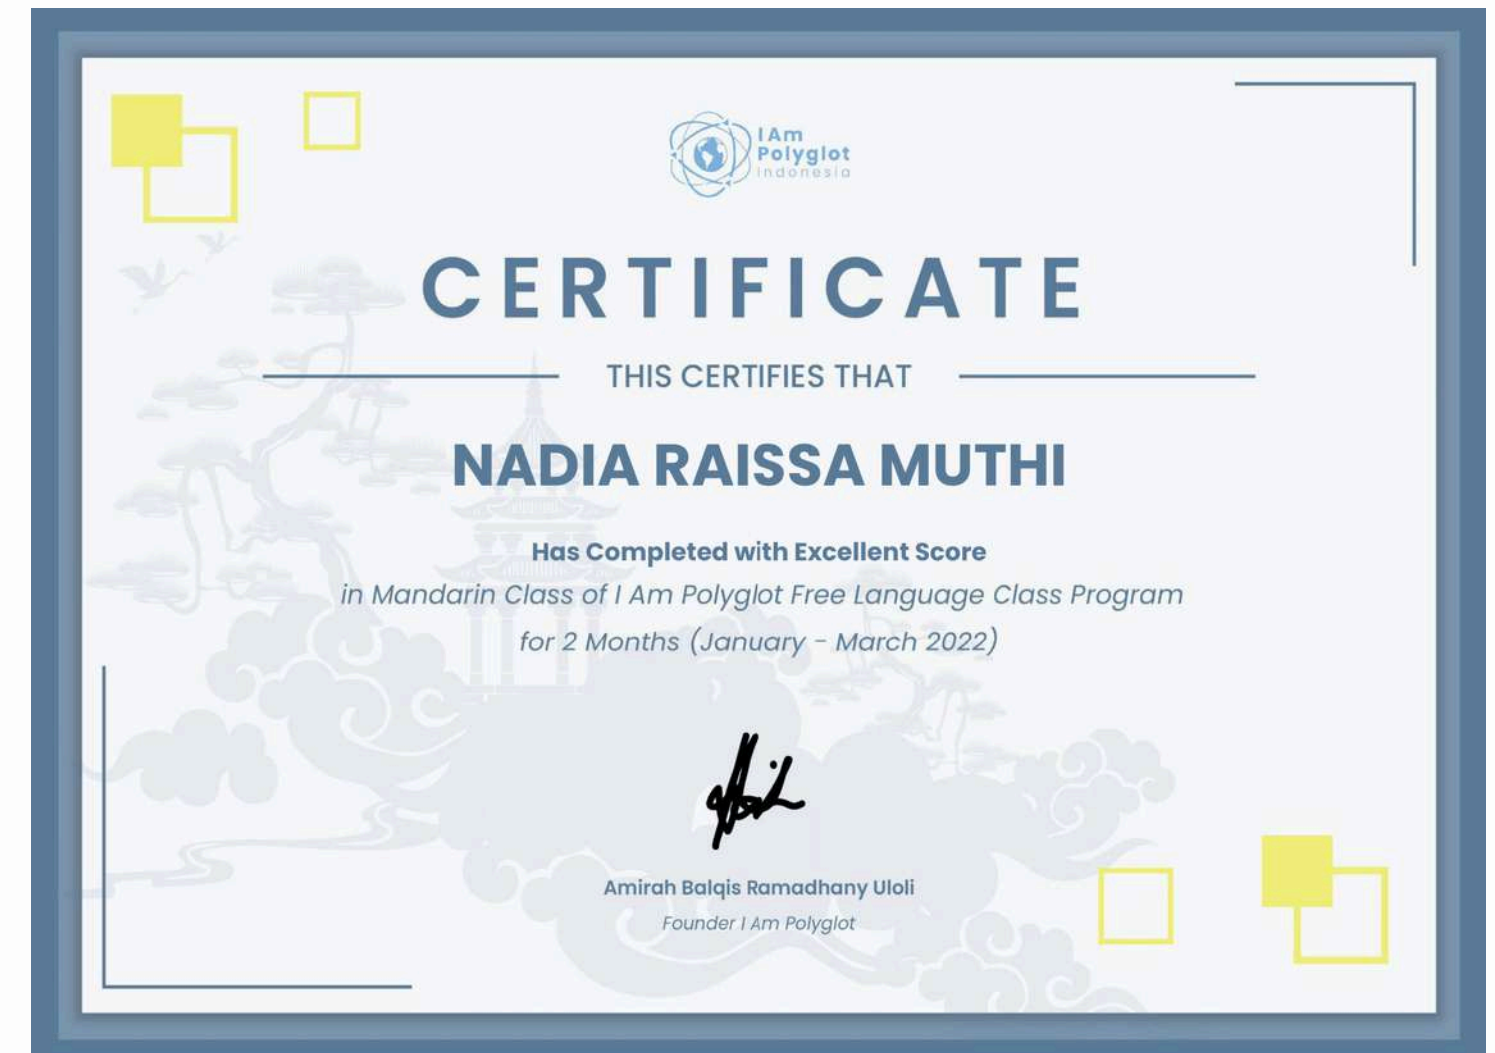 I Am
Polyglot
Indonesia
CERTIFICATE
THIS CERTIFIES THAT
NADIA RAISSA MUTHI
Has Completed with Excellent Score
in Mandarin Class of I Am Polyglot Free Language Class Program
for 2 Months (January - March 2022)
Amirah Balqis Ramadhany Uloli
Founder I Am Polyglot